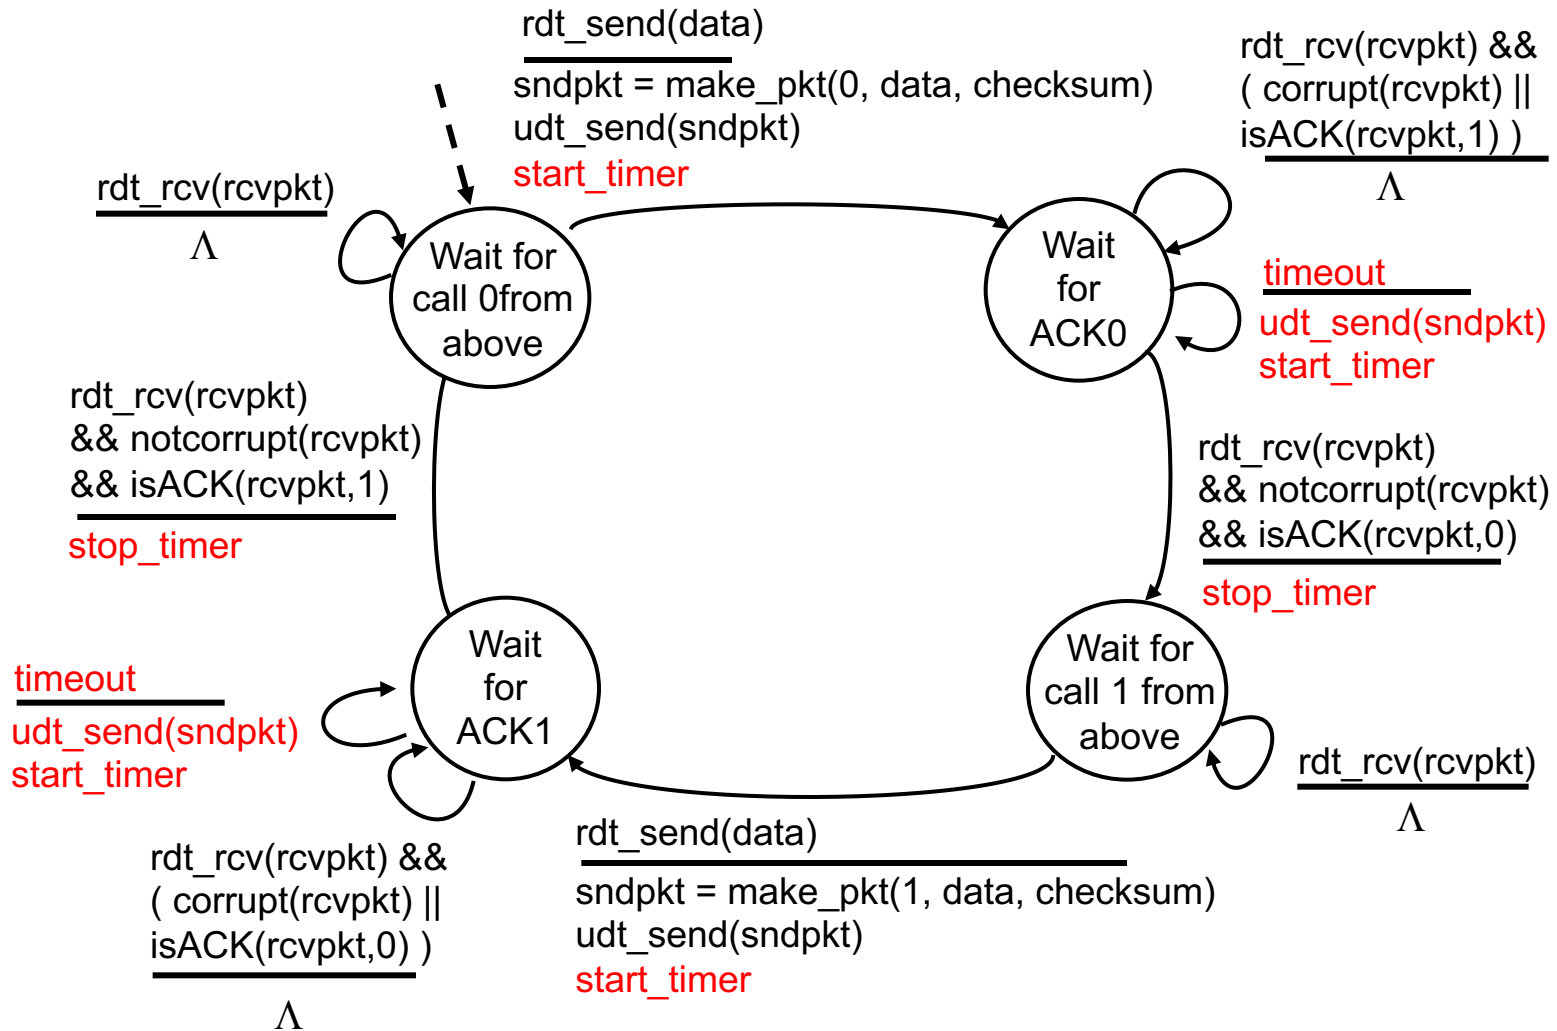 rdt_send(data)
sndpkt = make_pkt(0, data, checksum)
udt_send(sndpkt)
start_timer
rdt_rcv(rcvpkt) &&
( corrupt(rcvpkt) ||
isACK(rcvpkt,1) )
Λ
rdt_rcv(rcvpkt)
Λ
Wait for
call 0from
above
Wait
for
ACK0
timeout
udt_send(sndpkt)
start_timer
rdt_rcv(rcvpkt)
&& notcorrupt(rcvpkt)
&& isACK(rcvpkt,1)
stop_timer
rdt_rcv(rcvpkt)
&& notcorrupt(rcvpkt)
&& isACK(rcvpkt,0)
stop_timer
timeout
udt_send(sndpkt)
start_timer
Wait
for
ACK1
Wait for
call 1 from
above
rdt_rcv(rcvpkt)
Λ
rdt_rcv(rcvpkt) &&
( corrupt(rcvpkt) ||
isACK(rcvpkt,0) )
Λ
rdt_send(data)
sndpkt = make_pkt(1, data, checksum)
udt_send(sndpkt)
start_timer